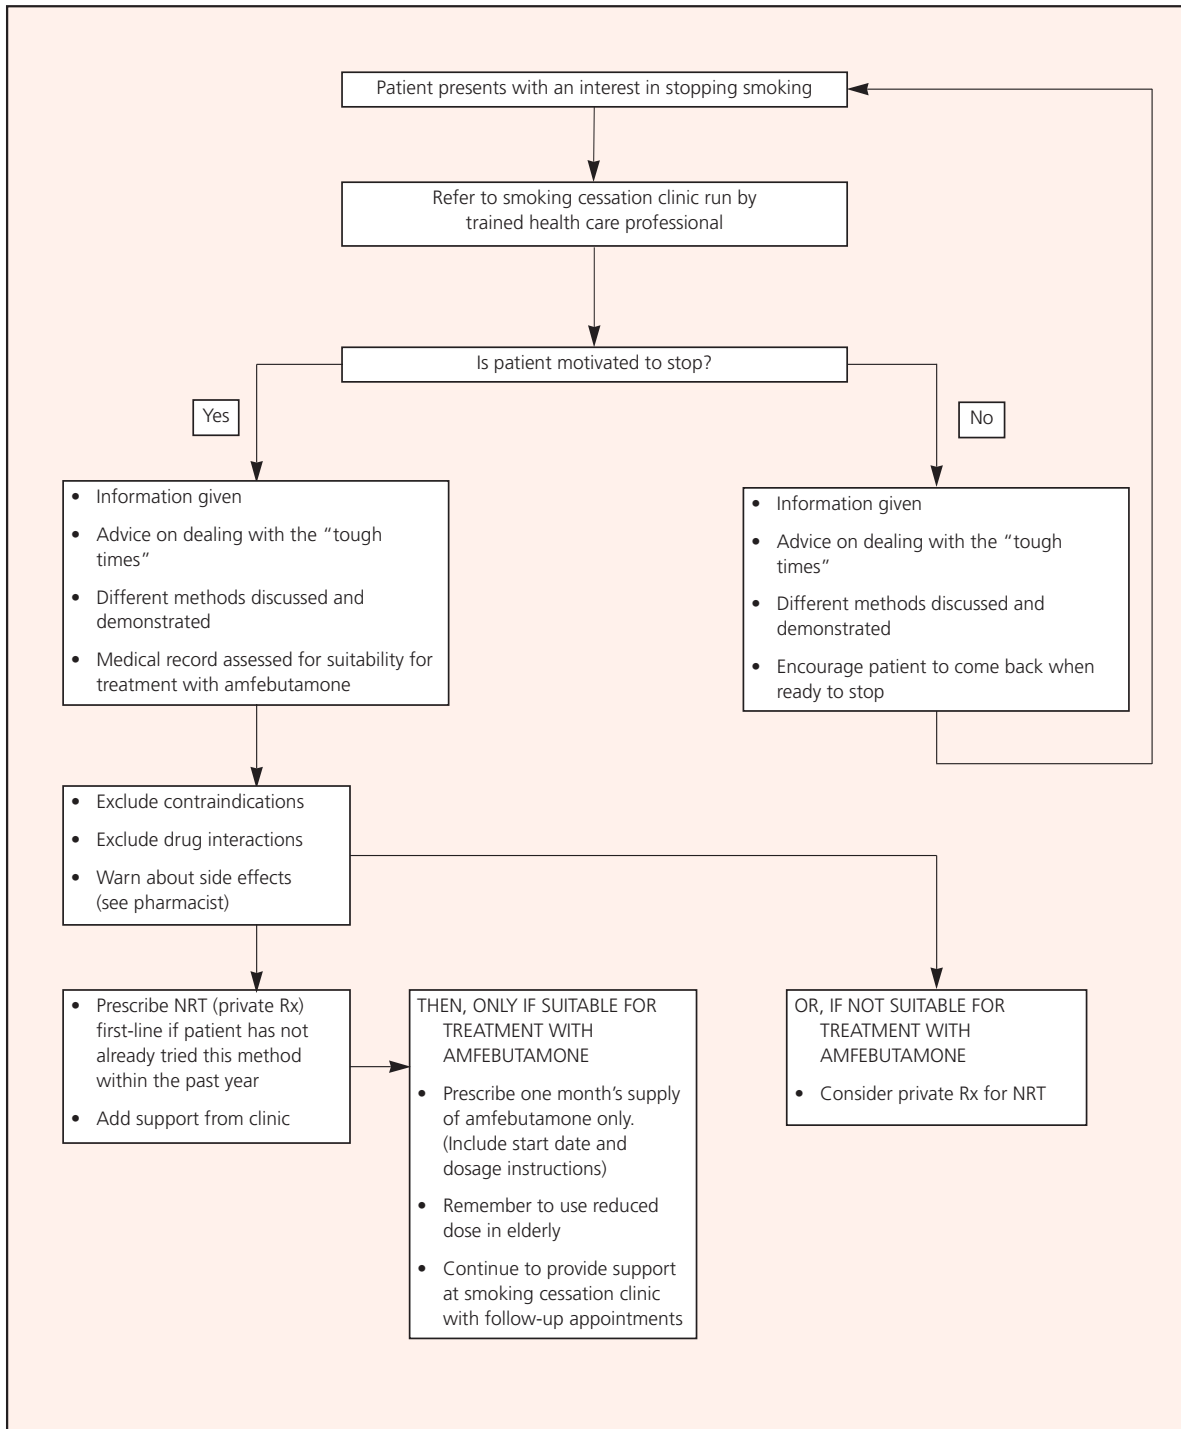 Patient presents with an interest in stopping smoking
Refer to smoking cessation clinic run by
trained health care professional
Is patient motivated to stop?
Yes
No
• Information given
• Advice on dealing with the “tough
times”
• Different methods discussed and
demonstrated
• Medical record assessed for suitability for
treatment with amfebutamone
• Information given
• Advice on dealing with the “tough
times”
• Different methods discussed and
demonstrated
• Encourage patient to come back when
ready to stop
• Exclude contraindications
• Exclude drug interactions
• Warn about side effects
(see pharmacist)
• Prescribe NRT (private Rx)
first-line if patient has not
already tried this method
within the past year
• Add support from clinic
THEN, ONLY IF SUITABLE FOR
TREATMENT WITH
AMFEBUTAMONE
• Prescribe one month’s supply
of amfebutamone only.
(Include start date and
dosage instructions)
• Remember to use reduced
dose in elderly
• Continue to provide support
at smoking cessation clinic
with follow-up appointments
OR, IF NOT SUITABLE FOR
TREATMENT WITH
AMFEBUTAMONE
• Consider private Rx for NRT